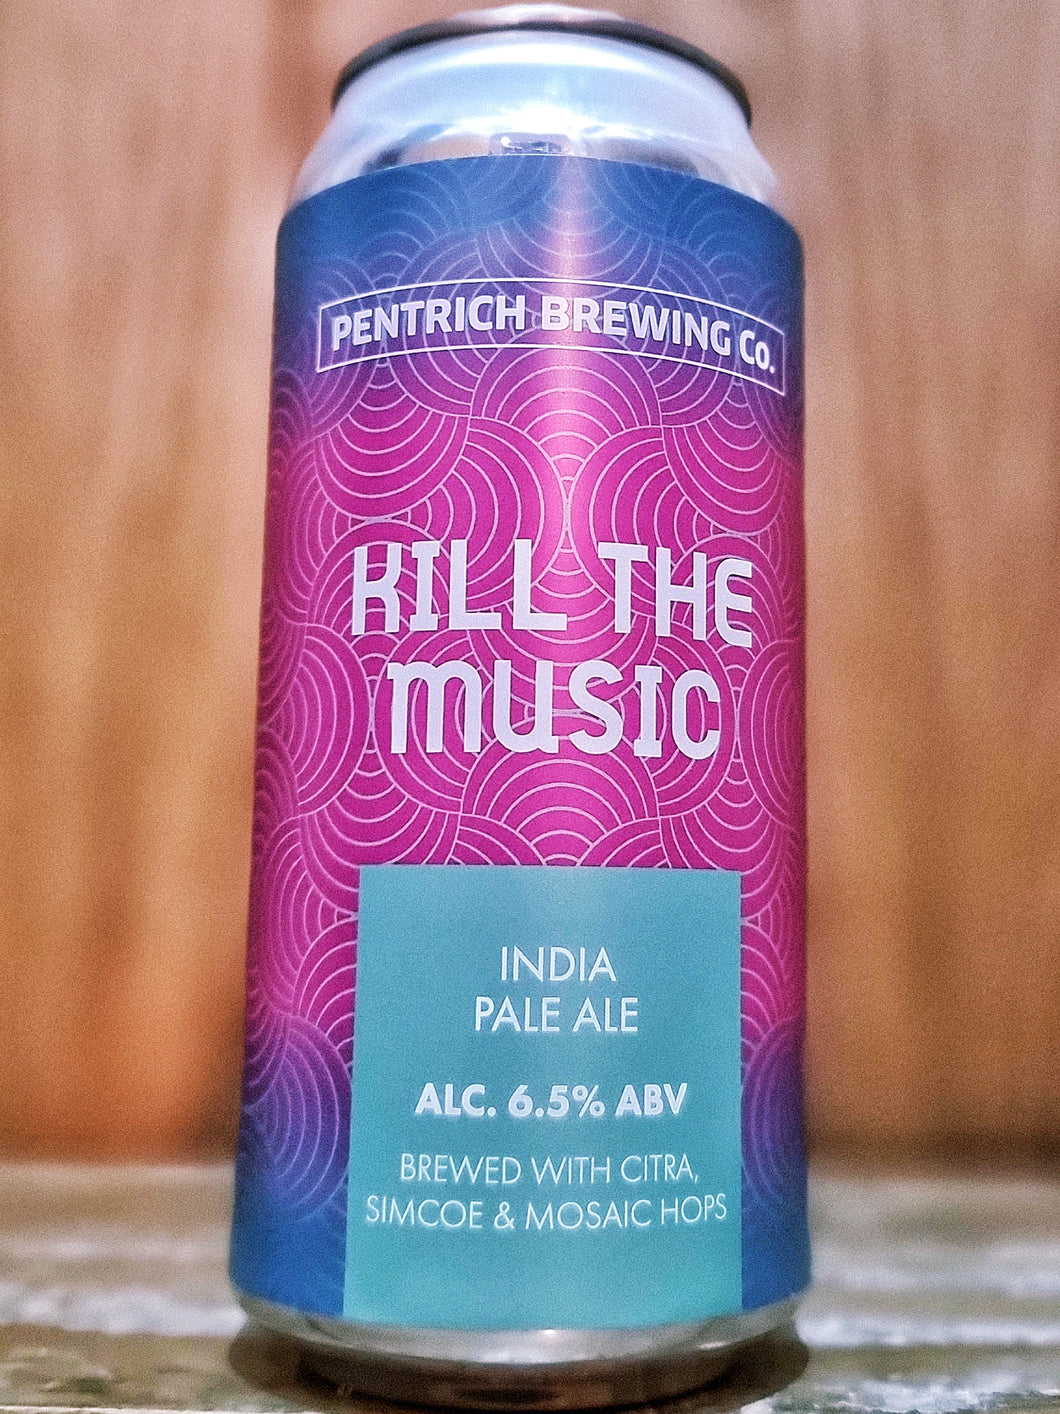 PENTRICH BREWING Co.
KILL THE
MUSIC
INDIA
PALE ALE
ALC. 6.5% ABV
BREWED WITH CITRA,
SIMCOE & MOSAIC HOPS